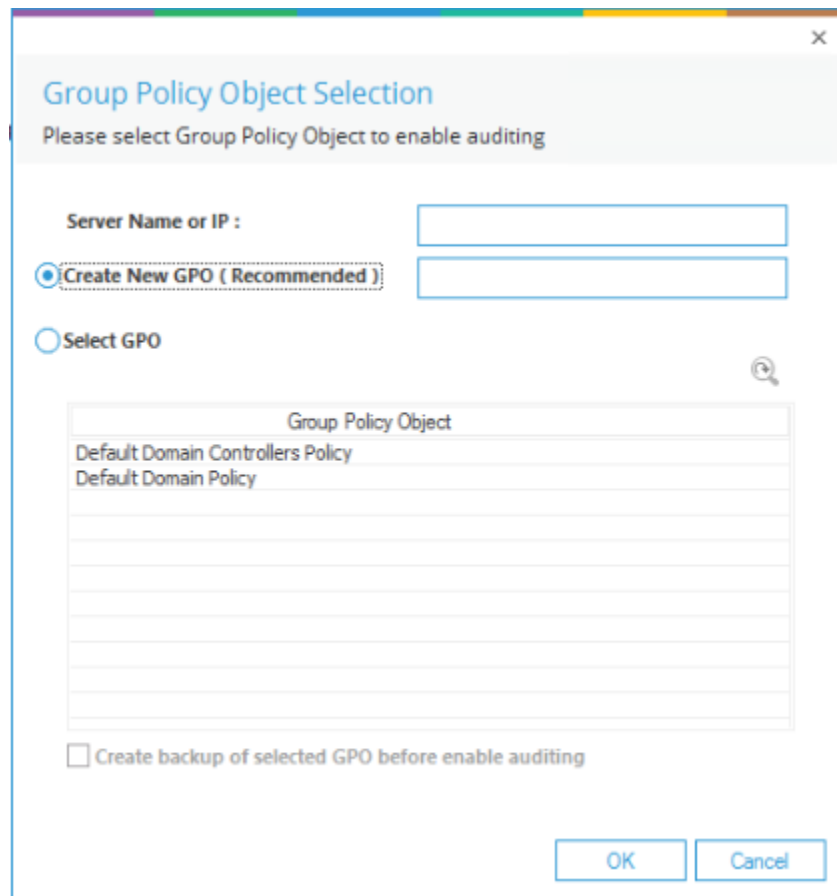 Group Policy Object Selection
Please select Group Policy Object to enable auditing
Server Name or IP :
Create New GPO ( Recommended )
Select GPO
Group Policy Object
Default Domain Controllers Policy
Default Domain Policy
Create backup of selected GPO before enable auditing
OK Cancel